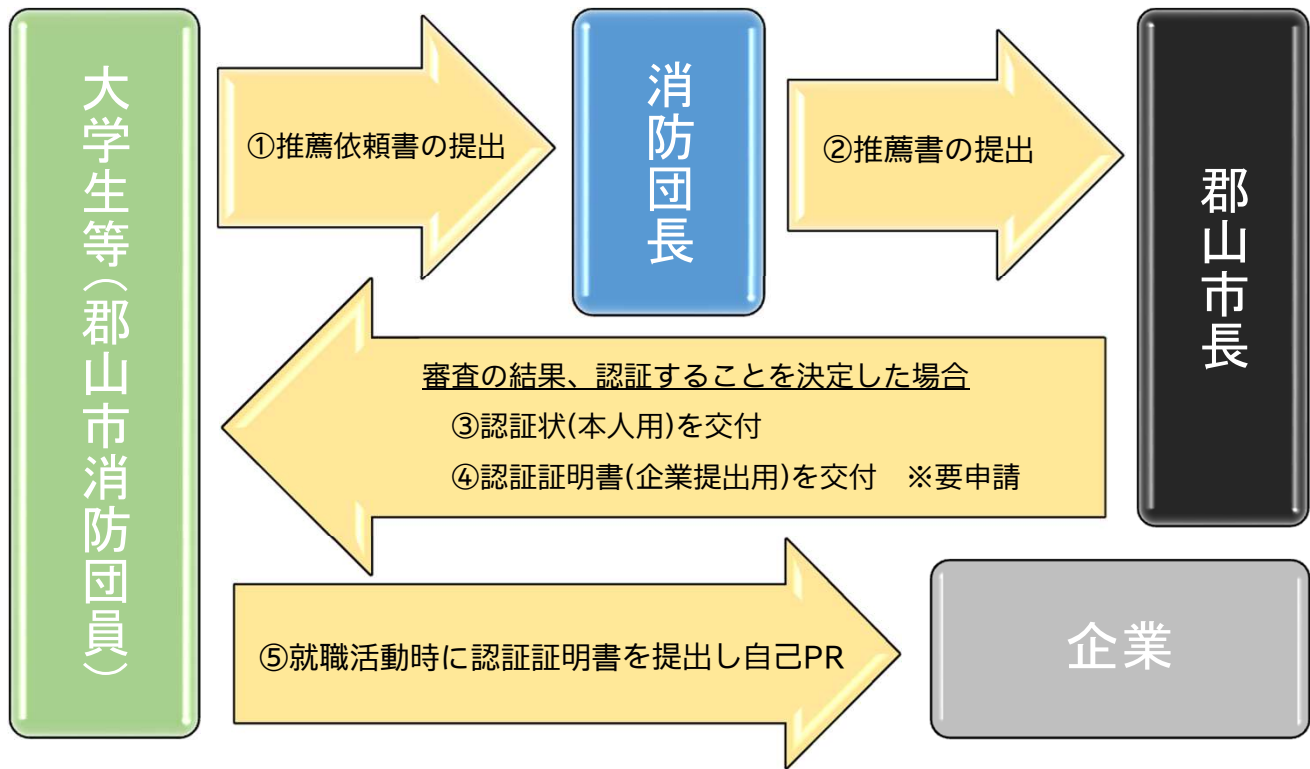 大学生等（郡山市消防団員）
①推薦依頼書の提出
消防団長
②推薦書の提出
郡山市長
審査の結果、認証することを決定した場合
③認証状(本人用)を交付
④認証証明書(企業提出用)を交付　※要申請
⑤就職活動時に認証証明書を提出し自己PR
企業